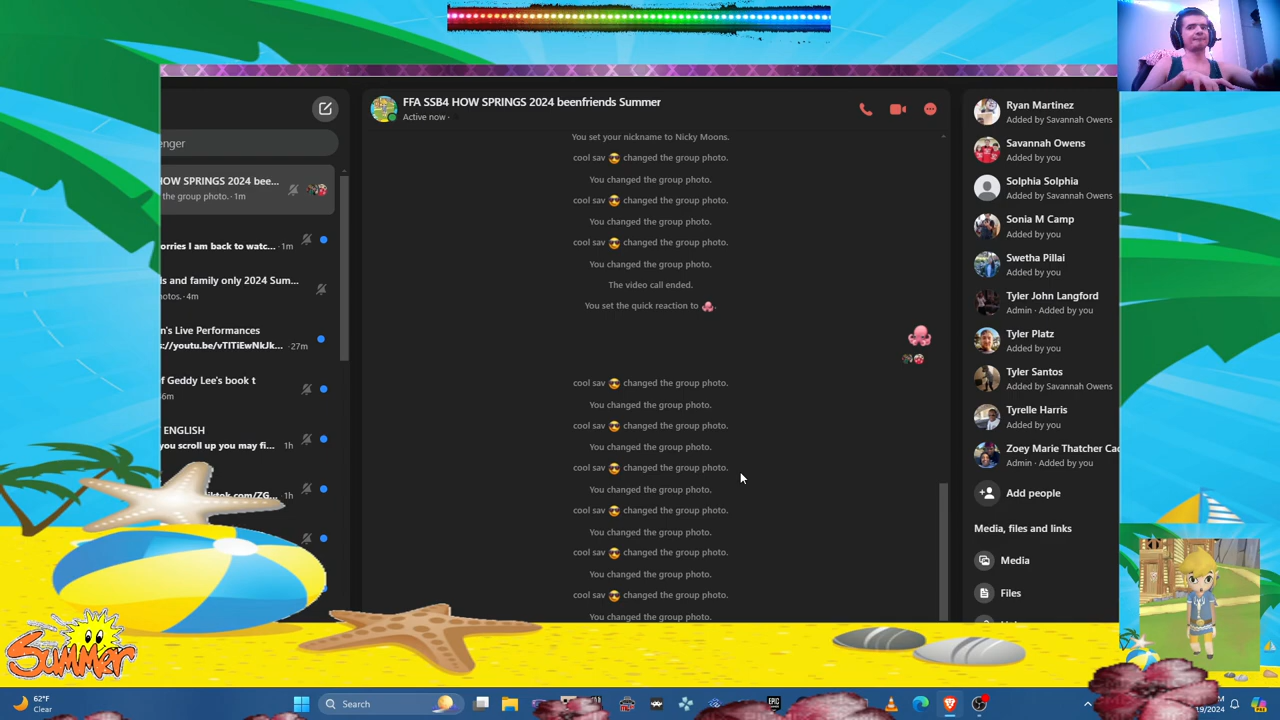 FFA SSB4 HOW SPRINGS 2024 beenfriends Summer
Active now ·
enger
HOW SPRINGS 2024 bee...
the group photo. · 1m
orries I am back to watc... · 1m
ls and family only 2024 Sum...
notos. · 4m
n's Live Performances
s://youtu.be/vTITiEwNkJk... · 27m
f Geddy Lee's book t
6m
ENGLISH
you scroll up you may fi... 1h
1h
You set your nickname to Nicky Moons.
cool sav 😎 changed the group photo.
You changed the group photo.
cool sav 😎 changed the group photo.
You changed the group photo.
cool sav 😎 changed the group photo.
You changed the group photo.
The video call ended.
You set the quick reaction to 🐙.
cool sav 😎 changed the group photo.
You changed the group photo.
cool sav 😎 changed the group photo.
You changed the group photo.
cool sav 😎 changed the group photo.
You changed the group photo.
cool sav 😎 changed the group photo.
You changed the group photo.
cool sav 😎 changed the group photo.
You changed the group photo.
cool sav 😎 changed the group photo.
You changed the group photo.
Ryan Martinez
Added by Savannah Owens
Savannah Owens
Added by you
Solphia Solphia
Added by Savannah Owens
Sonia M Camp
Added by you
Swetha Pillai
Added by you
Tyler John Langford
Admin · Added by you
Tyler Platz
Added by you
Tyler Santos
Added by Savannah Owens
Tyrelle Harris
Added by you
Zoey Marie Thatcher Cac
Admin · Added by you
Add people
Media, files and links
Media
Files
Summer
62°F
Clear
Search
EPIC
M
19/2024